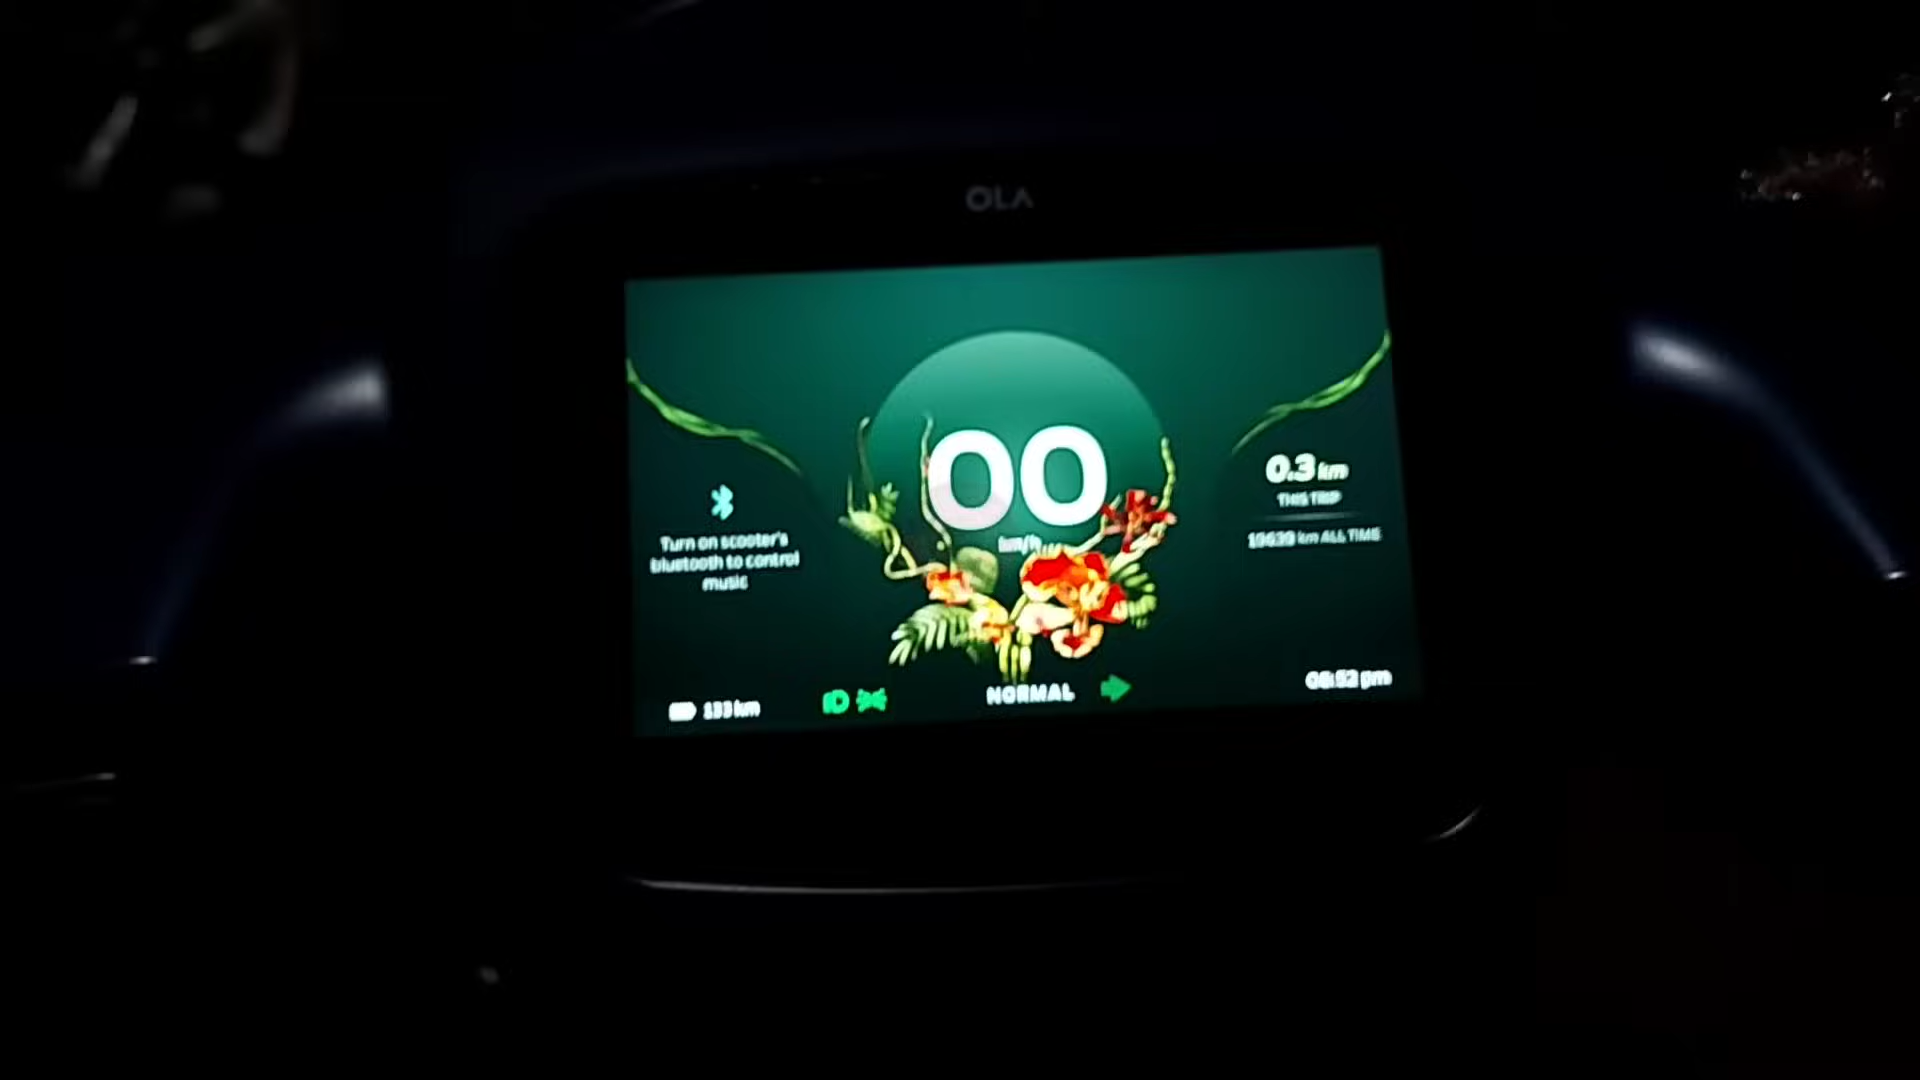 OLA
00
km/h
Turn on scooter's
bluetooth to control
music
0.3 km
THIS TRIP
km ALL TIME
133 km
NORMAL
pm